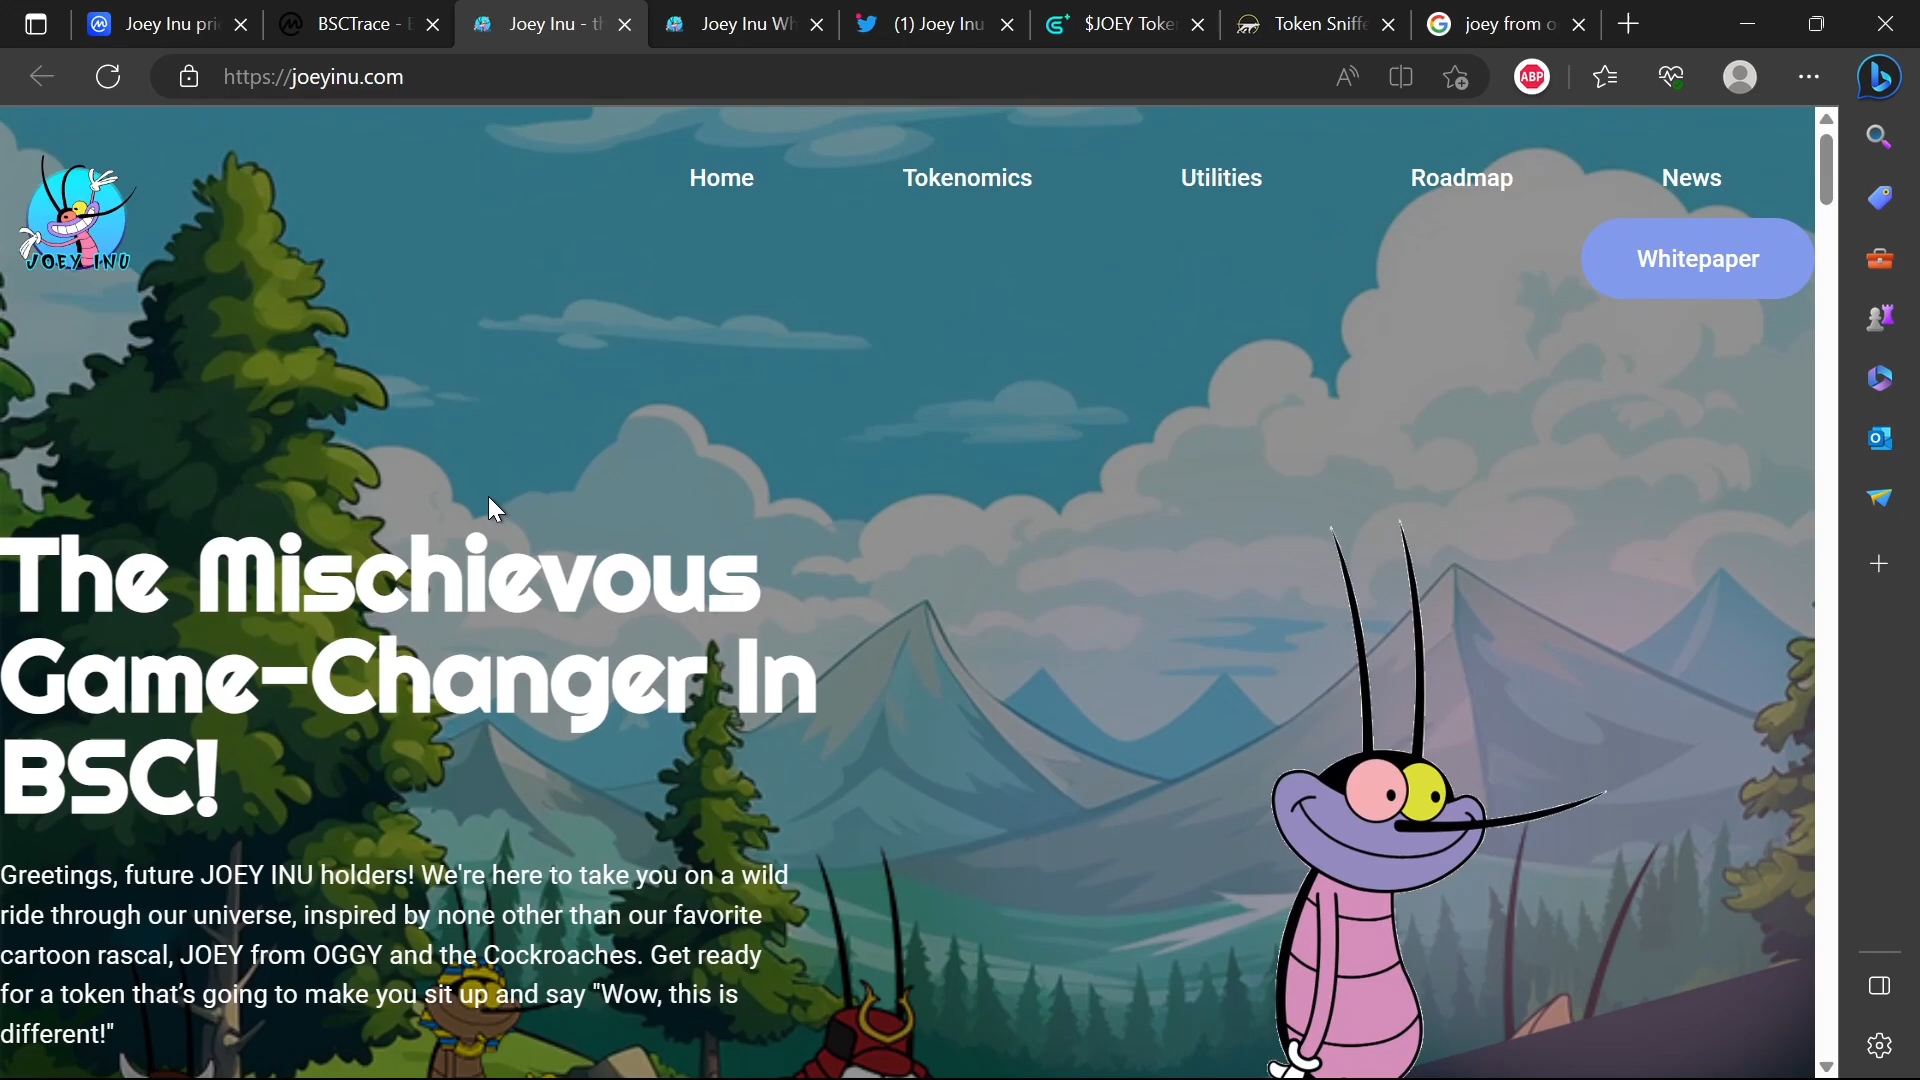 Joey Inu pri
BSCTrace - B
Joey Inu - th
Joey Inu Wh
(1) Joey Inu
$JOEY Toke
Token Sniffe
joey from o
https://joeyinu.com
ABP
JOEY INU
Home
Tokenomics
Utilities
Roadmap
News
Whitepaper
The Mischievous
Game-Changer In
BSC!
Greetings, future JOEY INU holders! We're here to take you on a wild
ride through our universe, inspired by none other than our favorite
cartoon rascal, JOEY from OGGY and the Cockroaches. Get ready
for a token that’s going to make you sit up and say "Wow, this is
different!"